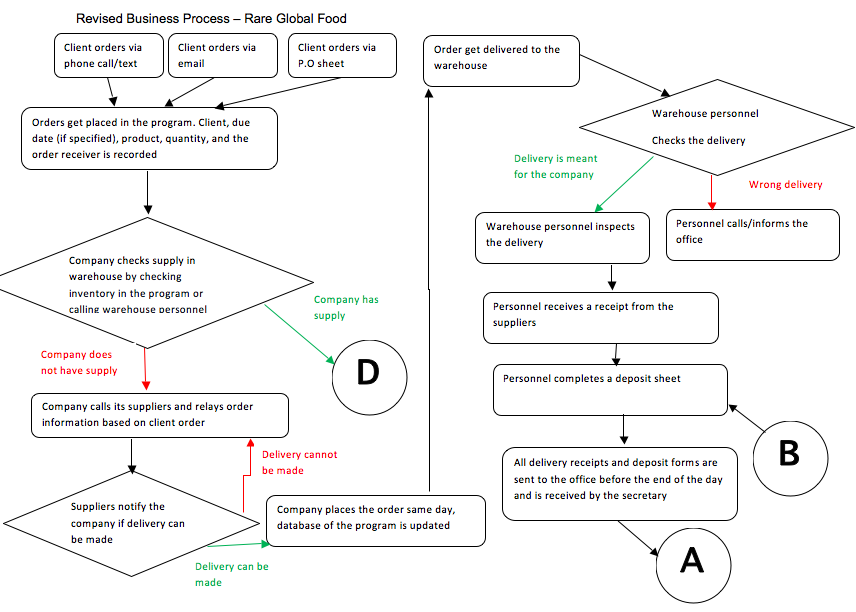 Revised Business Process – Rare Global Food
Client orders via
phone call/text
Client orders via
email
Client orders via
P.O sheet
Orders get placed in the program. Client, due
date (if specified), product, quantity, and the
order receiver is recorded
Company checks supply in
warehouse by checking
inventory in the program or
calling warehouse personnel
Company has
supply
D
Company does
not have supply
Company calls its suppliers and relays order
information based on client order
Delivery cannot
be made
Suppliers notify the
company if delivery can
be made
Delivery can be
made
Company places the order same day,
database of the program is updated
Order get delivered to the
warehouse
Warehouse personnel
Checks the delivery
Delivery is meant
for the company
Wrong delivery
Warehouse personnel inspects
the delivery
Personnel calls/informs the
office
Personnel receives a receipt from the
suppliers
Personnel completes a deposit sheet
B
All delivery receipts and deposit forms are
sent to the office before the end of the day
and is received by the secretary
A